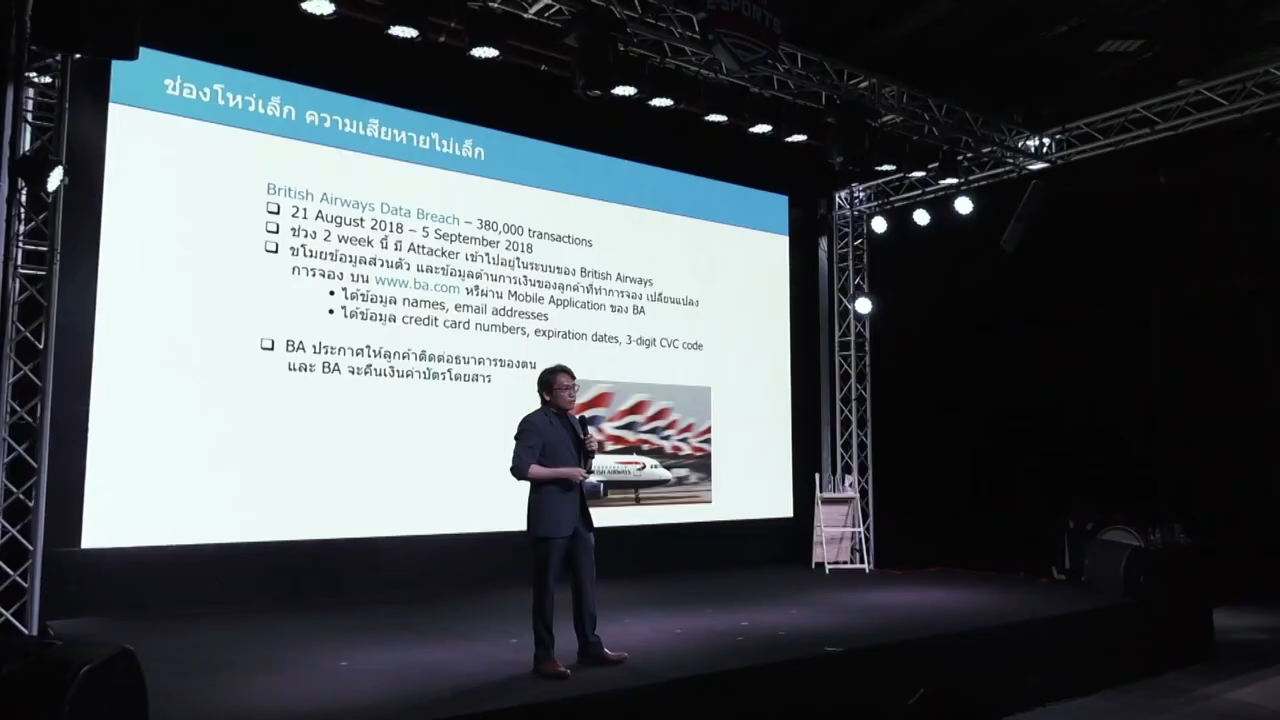 E-SPORTS
ช่องโหว่เล็ก ความเสียหายไม่เล็ก
British Airways Data Breach – 380,000 transactions
21 August 2018 – 5 September 2018
ช่วง 2 week นี้ มี Attacker เข้าไปอยู่ในระบบของ British Airways
ขโมยข้อมูลส่วนตัว และข้อมูลด้านการเงินของลูกค้าที่ทำการจอง เปลี่ยนแปลง
การจอง บน www.ba.com หรือผ่าน Mobile Application ของ BA
• ได้ข้อมูล names, email addresses
• ได้ข้อมูล credit card numbers, expiration dates, 3-digit CVC code
BA ประกาศให้ลูกค้าติดต่อธนาคารของตน
และ BA จะคืนเงินค่าบัตรโดยสาร
AIRWAYS